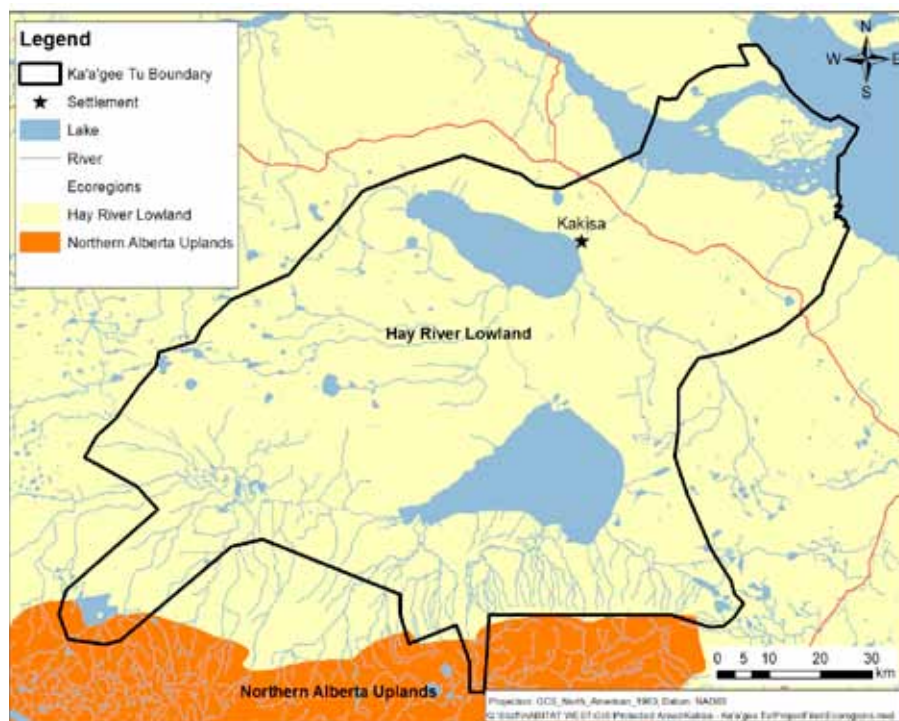 Legend
Ka'a'gee Tu Boundary
Settlement
Lake
River
Ecoregions
Hay River Lowland
Northern Alberta Uplands
N
W E
S
Kakisa
Hay River Lowland
Northern Alberta Uplands
0 5 10 20 30
km
Projection: GCS_North_American_1983, Datum: NAD83